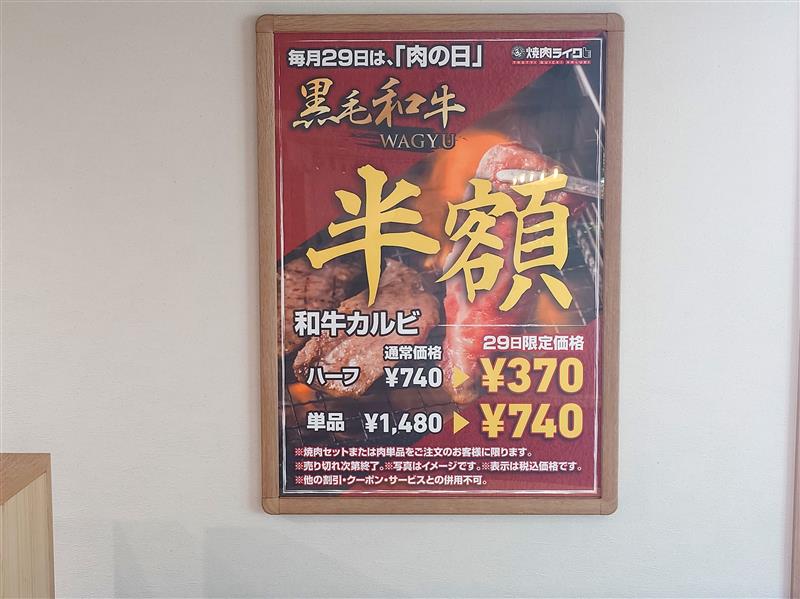 毎月29日は、「肉の日」
焼肉ライク
TASTY! QUICK! VALUE!
黒毛和牛
WAGYU
半額
和牛カルビ
通常価格
29日限定価格
ハーフ ¥740 ▶ ¥370
単品 ¥1,480 ▶ ¥740
※焼肉セットまたは肉単品をご注文のお客様に限ります。
※売り切れ次第終了。※写真はイメージです。※表示は税込価格です。
※他の割引・クーポン・サービスとの併用不可。